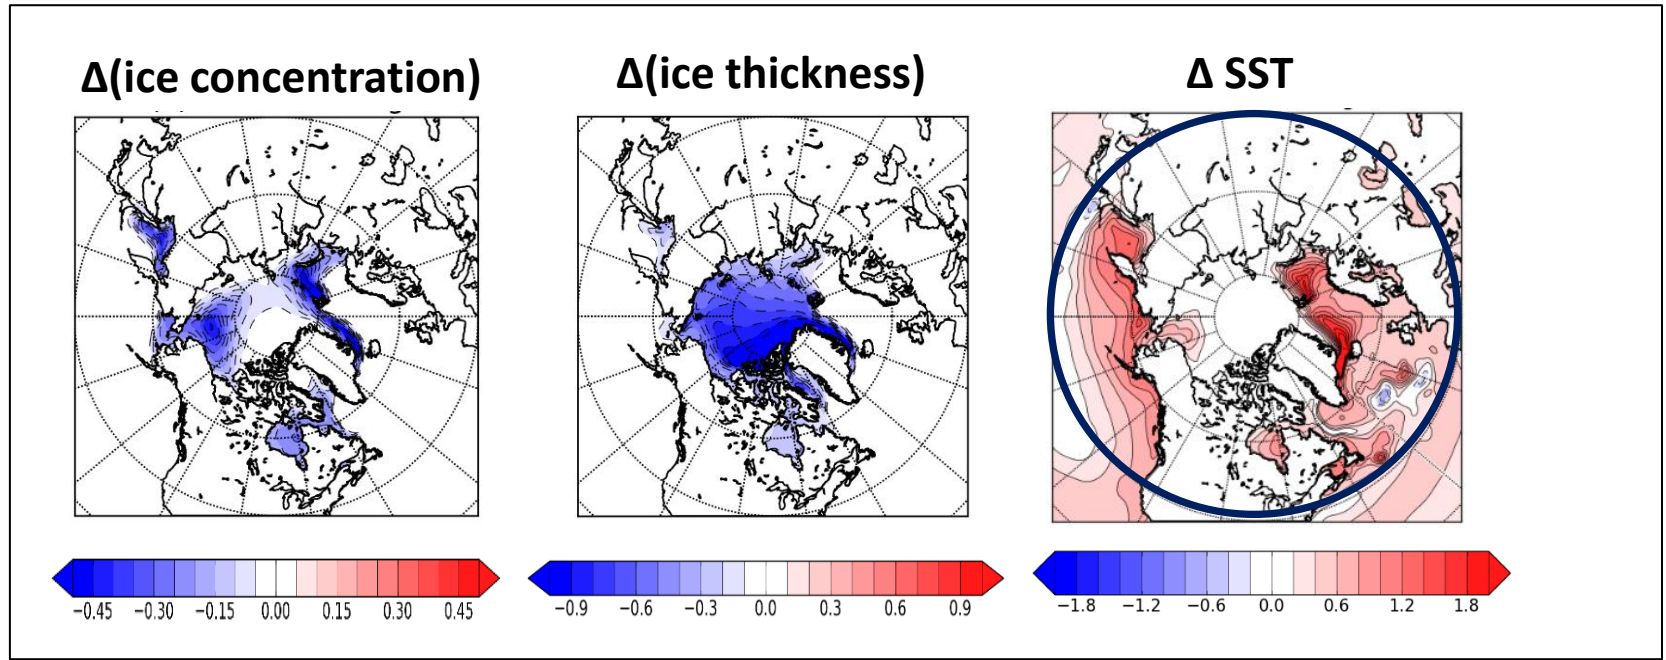 Δ(ice concentration)
Δ(ice thickness)
Δ SST
−0.45 −0.30 −0.15 0.00 0.15 0.30 0.45
−0.9 −0.6 −0.3 0.0 0.3 0.6 0.9
−1.8 −1.2 −0.6 0.0 0.6 1.2 1.8